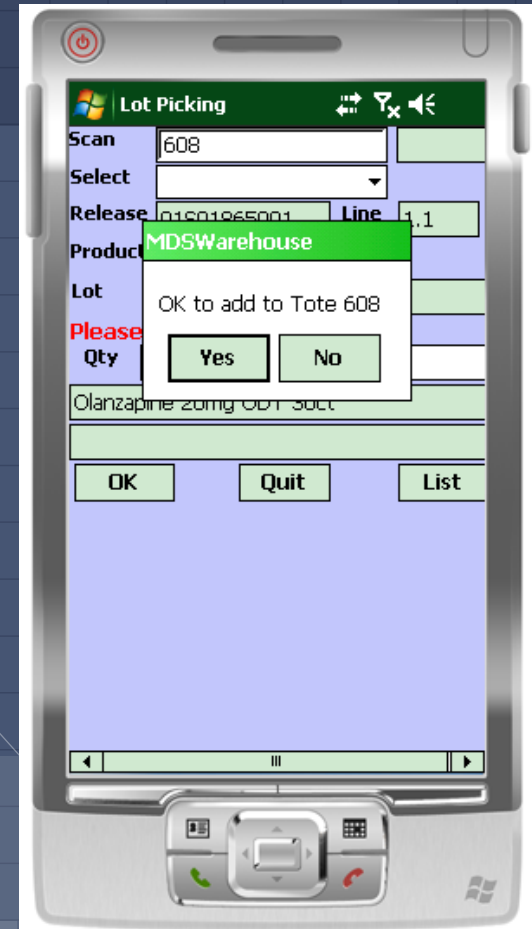 Lot Picking
Scan 608
Select
Release 01S01865001 Line 1.1
Product
MDSWarehouse
Lot
OK to add to Tote 608
Please
Qty Yes No
Olanzapine 20mg ODT 30ct
OK Quit List